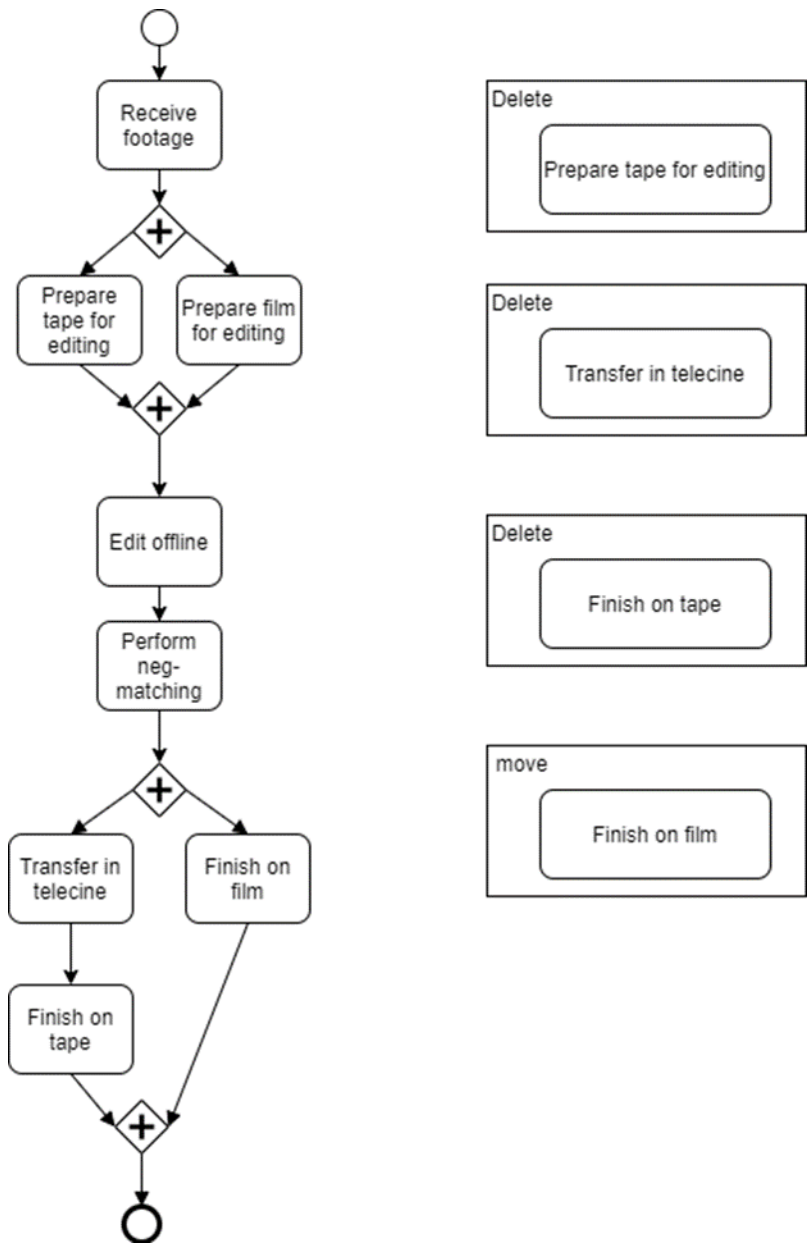 Receive
footage
Prepare
tape for
editing
Prepare film
for editing
Edit offline
Perform
neg-
matching
Transfer in
telecine
Finish on
film
Finish on
tape
Delete
Prepare tape for editing
Delete
Transfer in telecine
Delete
Finish on tape
move
Finish on film